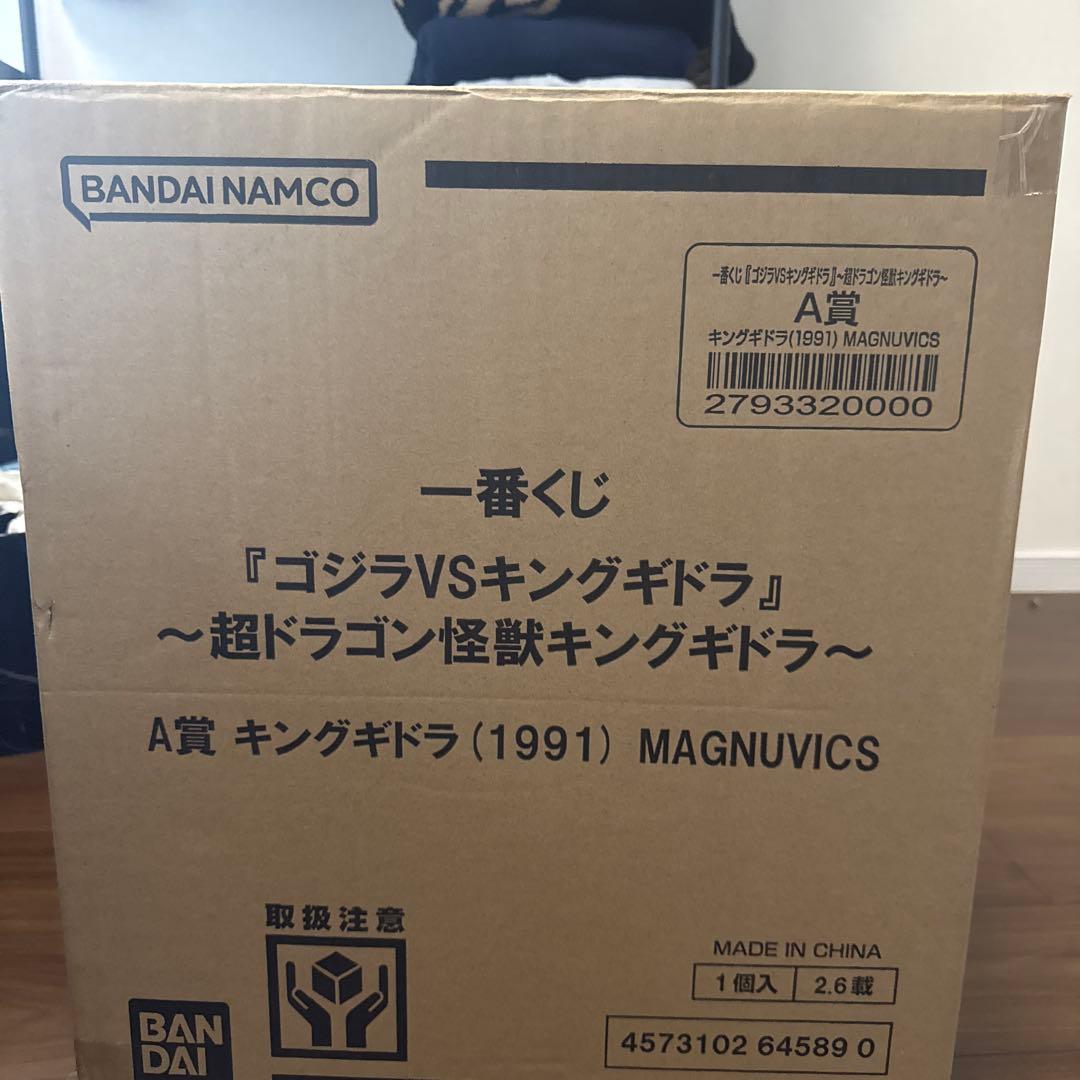 BANDAI NAMCO
一番くじ『ゴジラVSキングギドラ』～超ドラゴン怪獣キングギドラ～
A賞
キングギドラ(1991) MAGNUVICS
2793320000
一番くじ
『ゴジラVSキングギドラ』
～超ドラゴン怪獣キングギドラ～
A賞 キングギドラ(1991) MAGNUVICS
取扱注意
MADE IN CHINA
1個入 2.6載
BAN
DAI
4573102 64589 0